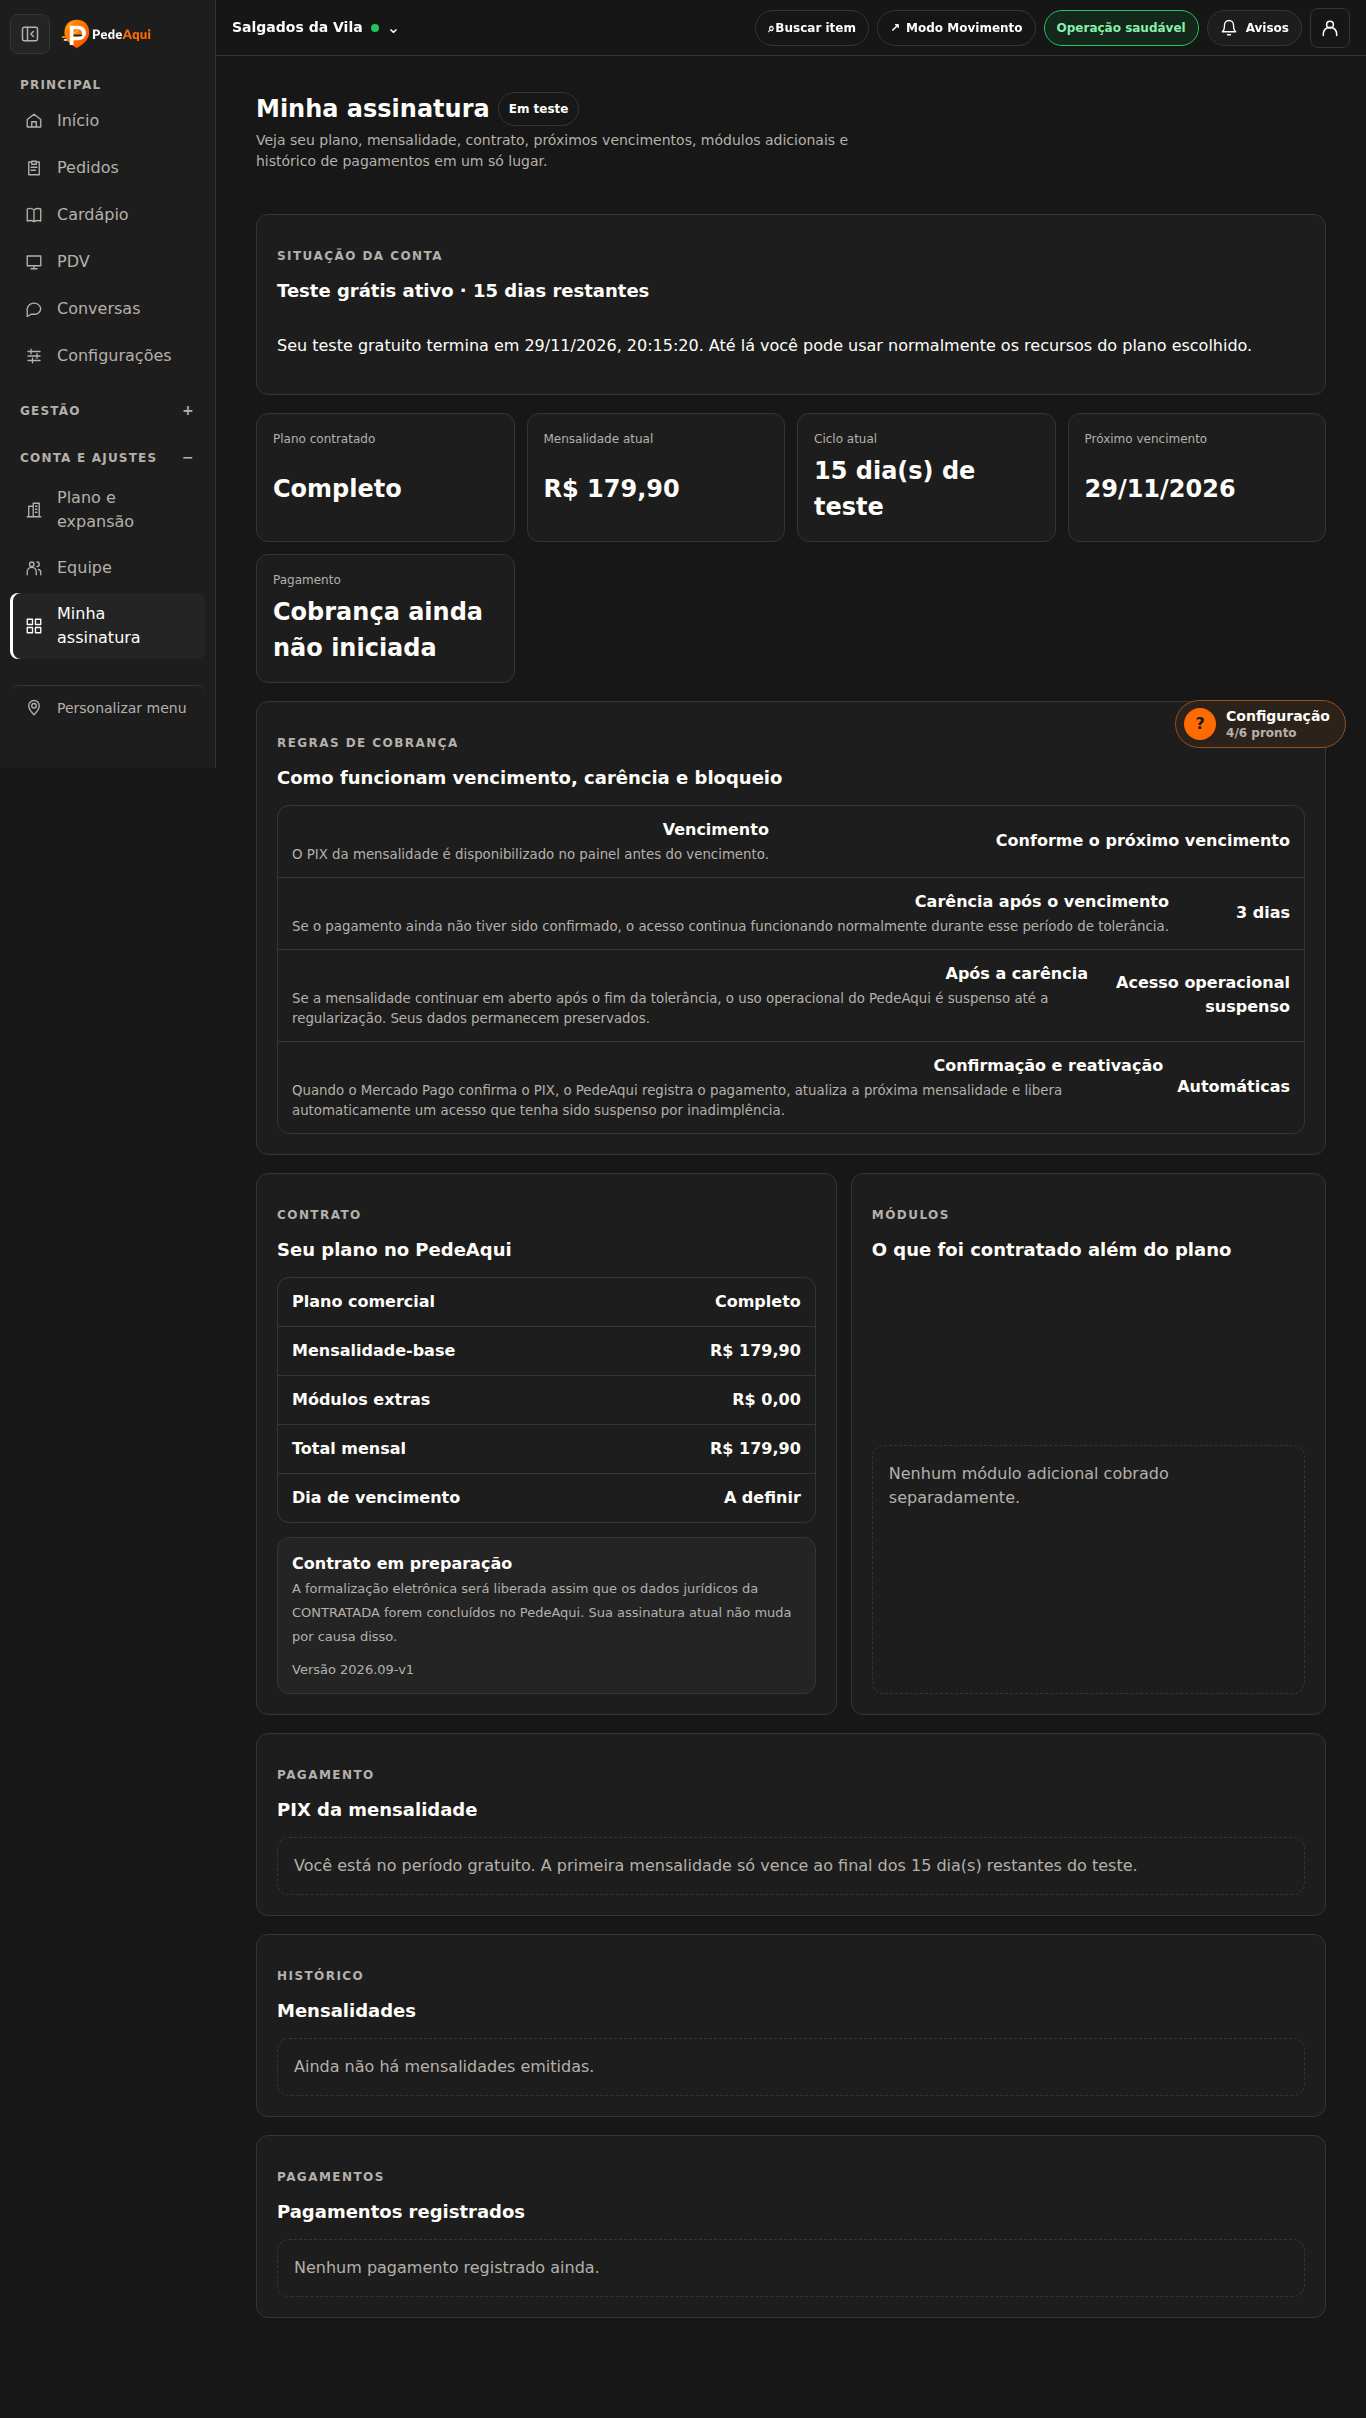 PedeAqui
PRINCIPAL
Início
Pedidos
Cardápio
PDV
Conversas
Configurações
GESTÃO +
CONTA E AJUSTES −
Plano e
expansão
Equipe
Minha
assinatura
Personalizar menu
Salgados da Vila
Buscar item
↗ Modo Movimento
Operação saudável
Avisos
Minha assinatura
Em teste
Veja seu plano, mensalidade, contrato, próximos vencimentos, módulos adicionais e
histórico de pagamentos em um só lugar.
SITUAÇÃO DA CONTA
Teste grátis ativo · 15 dias restantes
Seu teste gratuito termina em 29/11/2026, 20:15:20. Até lá você pode usar normalmente os recursos do plano escolhido.
Plano contratado
Completo
Mensalidade atual
R$ 179,90
Ciclo atual
15 dia(s) de
teste
Próximo vencimento
29/11/2026
Pagamento
Cobrança ainda
não iniciada
?
Configuração
4/6 pronto
REGRAS DE COBRANÇA
Como funcionam vencimento, carência e bloqueio
Vencimento
O PIX da mensalidade é disponibilizado no painel antes do vencimento.
Conforme o próximo vencimento
Carência após o vencimento
Se o pagamento ainda não tiver sido confirmado, o acesso continua funcionando normalmente durante esse período de tolerância.
3 dias
Após a carência
Se a mensalidade continuar em aberto após o fim da tolerância, o uso operacional do PedeAqui é suspenso até a
regularização. Seus dados permanecem preservados.
Acesso operacional
suspenso
Confirmação e reativação
Quando o Mercado Pago confirma o PIX, o PedeAqui registra o pagamento, atualiza a próxima mensalidade e libera
automaticamente um acesso que tenha sido suspenso por inadimplência.
Automáticas
CONTRATO
Seu plano no PedeAqui
Plano comercial Completo
Mensalidade-base R$ 179,90
Módulos extras R$ 0,00
Total mensal R$ 179,90
Dia de vencimento A definir
Contrato em preparação
A formalização eletrônica será liberada assim que os dados jurídicos da
CONTRATADA forem concluídos no PedeAqui. Sua assinatura atual não muda
por causa disso.
Versão 2026.09-v1
MÓDULOS
O que foi contratado além do plano
Nenhum módulo adicional cobrado
separadamente.
PAGAMENTO
PIX da mensalidade
Você está no período gratuito. A primeira mensalidade só vence ao final dos 15 dia(s) restantes do teste.
HISTÓRICO
Mensalidades
Ainda não há mensalidades emitidas.
PAGAMENTOS
Pagamentos registrados
Nenhum pagamento registrado ainda.